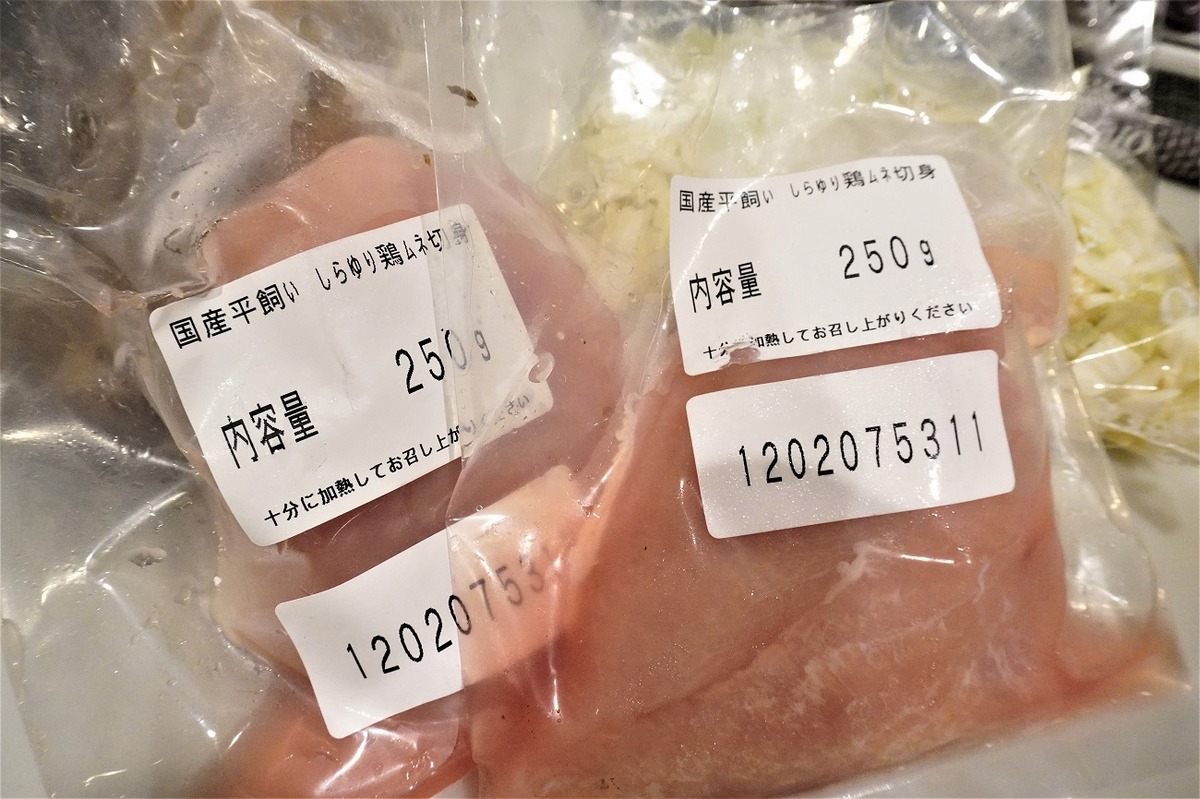 国産平飼い しらゆり鶏ムネ切身
内容量 250g
十分に加熱してお召し上がりください
12020753
国産平飼い しらゆり鶏ムネ切身
内容量 250g
十分に加熱してお召し上がりください
1202075311